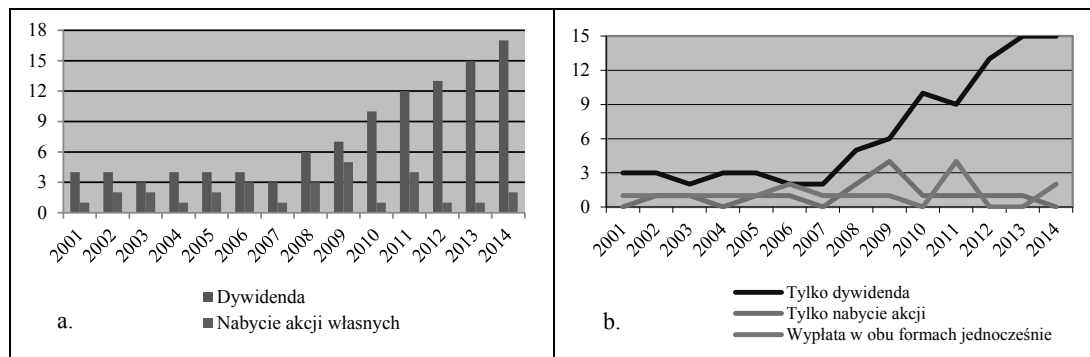 18
15
12
9
6
3
0
2001 2002 2003 2004 2005 2006 2007 2008 2009 2010 2011 2012 2013 2014
Dywidenda
Nabycie akcji własnych
a.
15
12
9
6
3
0
2001 2002 2003 2004 2005 2006 2007 2008 2009 2010 2011 2012 2013 2014
Tylko dywidenda
Tylko nabycie akcji
Wypłata w obu formach jednocześnie
b.